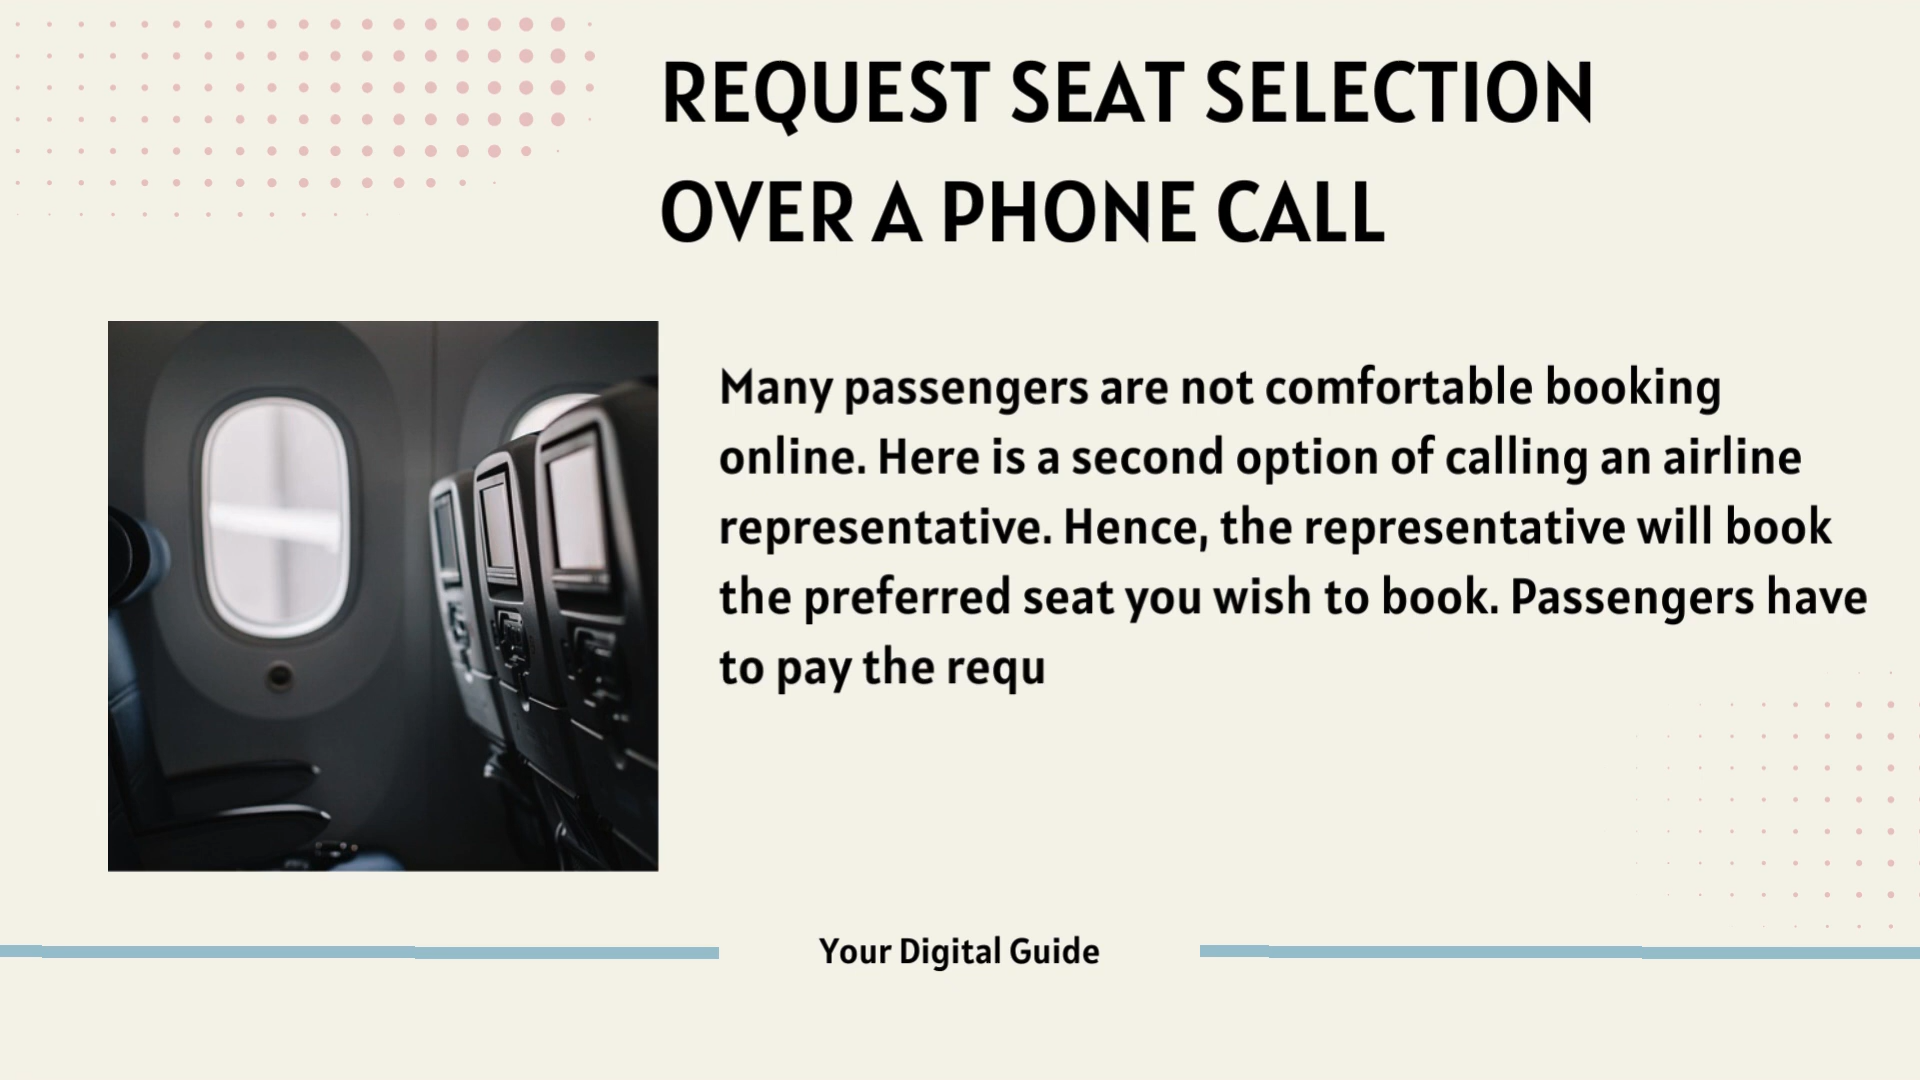 REQUEST SEAT SELECTION
OVER A PHONE CALL
Many passengers are not comfortable booking
online. Here is a second option of calling an airline
representative. Hence, the representative will book
the preferred seat you wish to book. Passengers have
to pay the requ
Your Digital Guide